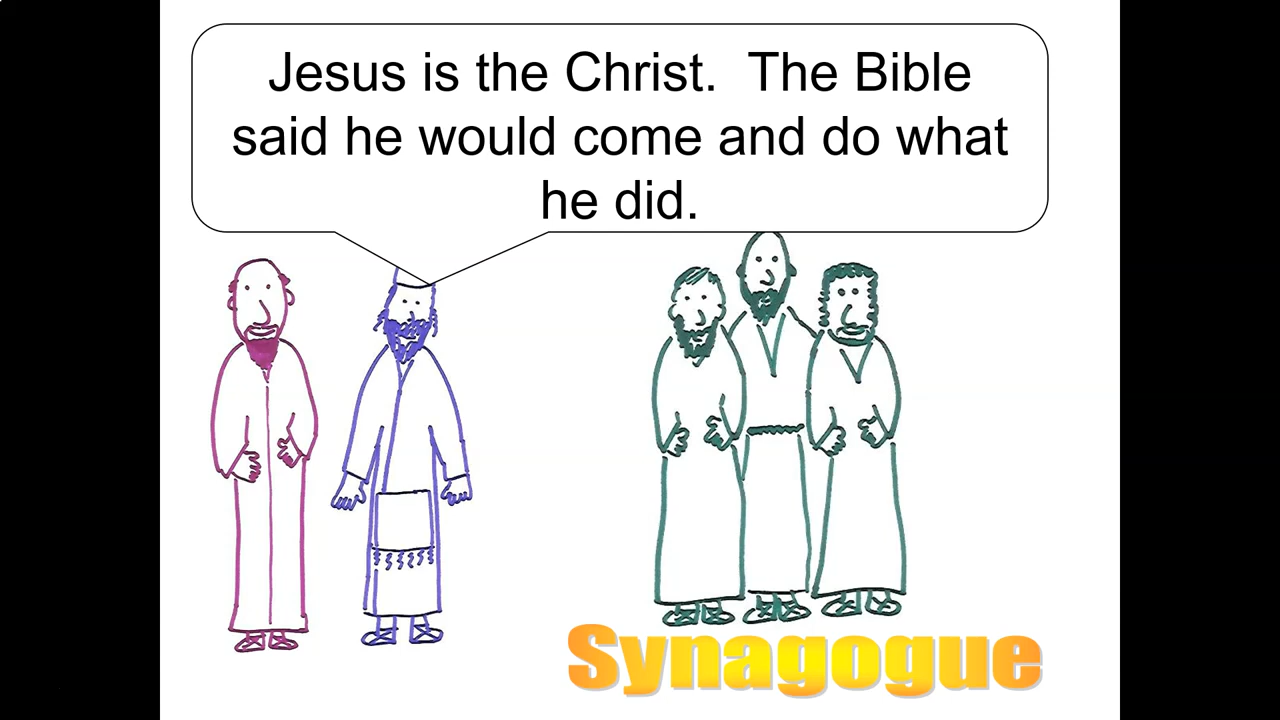 Jesus is the Christ.  The Bible
said he would come and do what
he did.
Synagogue